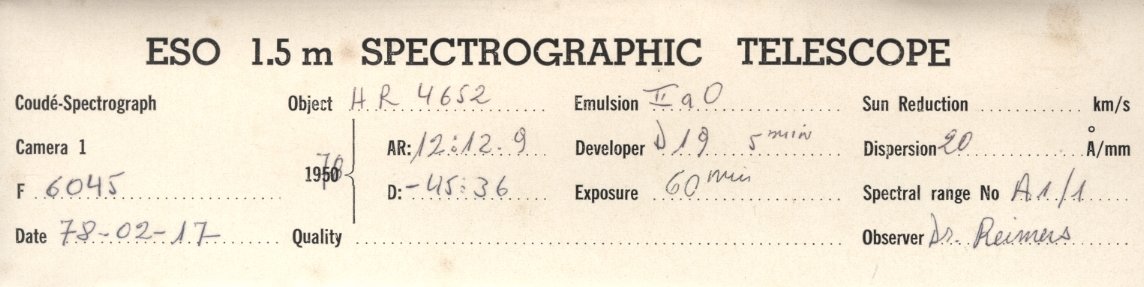 ESO 1.5 m SPECTROGRAPHIC TELESCOPE
Coudé-Spectrograph Object HR 4652 Emulsion IIaO Sun Reduction km/s
Camera 1 AR: 12:12.9 Developer D19 5 min Dispersion 20 Å/mm
F 6045 1950 70 D: -45:36 Exposure 60 min Spectral range No A1/1
Date 78-02-17 Quality Observer Dr. Reimers